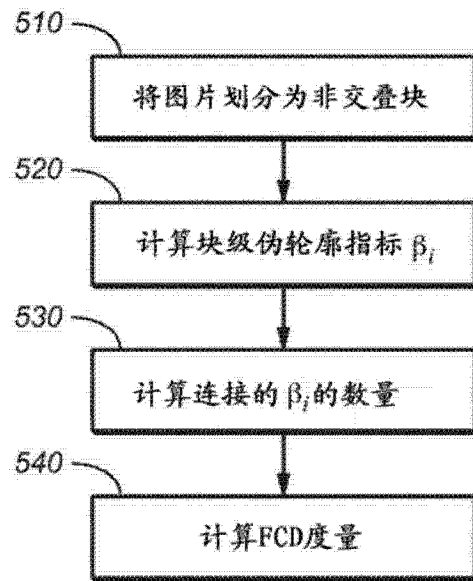 510
将图片划分为非交叠块
520
计算块级伪轮廓指标 βi
530
计算连接的 βi的数量
540
计算FCD度量